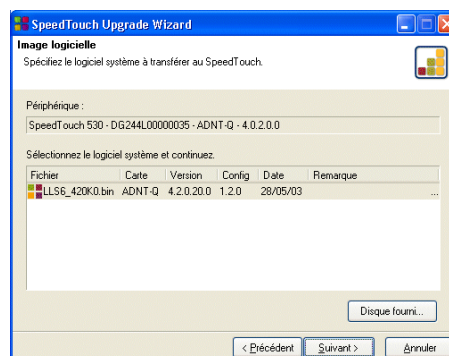 SpeedTouch Upgrade Wizard
Image logicielle
Spécifiez le logiciel système à transférer au SpeedTouch.
Périphérique :
SpeedTouch 530 - DG244L00000035 - ADNT-Q - 4.0.2.0.0
Sélectionnez le logiciel système et continuez.
Fichier Carte Version Config Date Remarque
LLS6_420K0.bin ADNT-Q 4.2.0.20.0 1.2.0 28/05/03 ...
Disque fourni...
< Précédent Suivant > Annuler